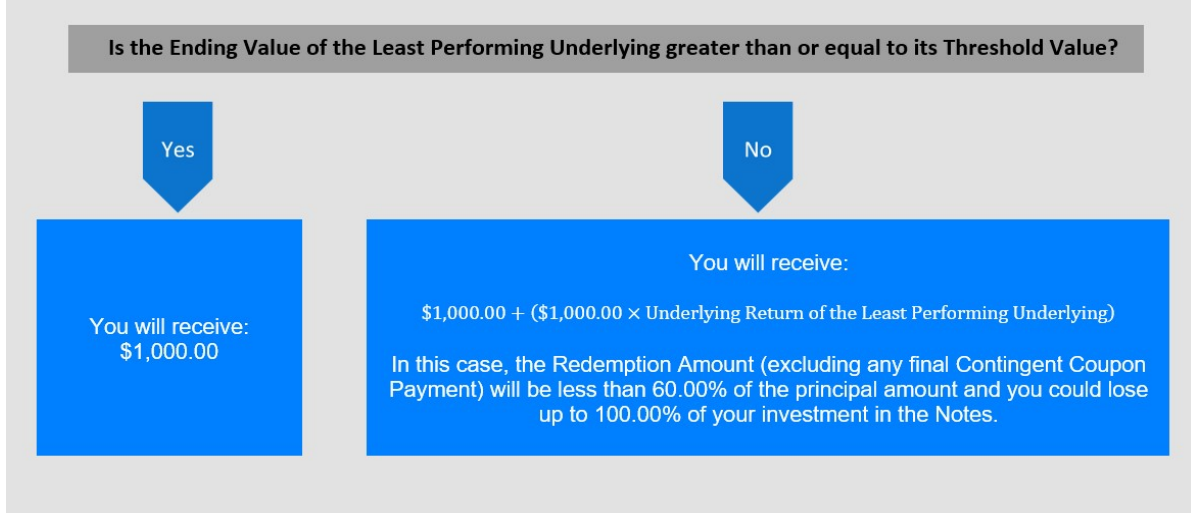 Is the Ending Value of the Least Performing Underlying greater than or equal to its Threshold Value?
Yes
No
You will receive:
$1,000.00
You will receive:
$1,000.00 + ($1,000.00 × Underlying Return of the Least Performing Underlying)
In this case, the Redemption Amount (excluding any final Contingent Coupon
Payment) will be less than 60.00% of the principal amount and you could lose
up to 100.00% of your investment in the Notes.